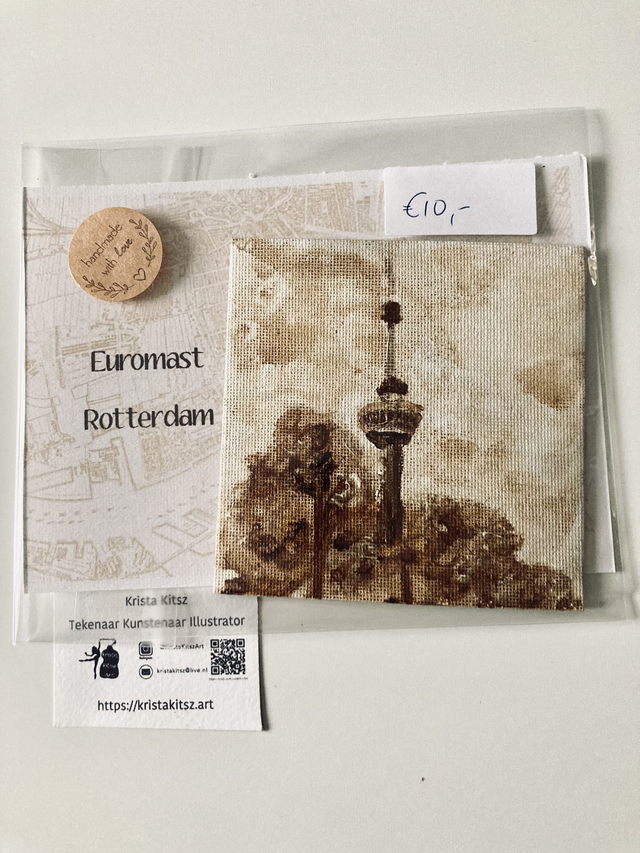 €10,-
handmade
with love
Euromast
Rotterdam
Krista Kitsz
Tekenaar Kunstenaar Illustrator
kristakitsz@live.nl
https://kristakitsz.art